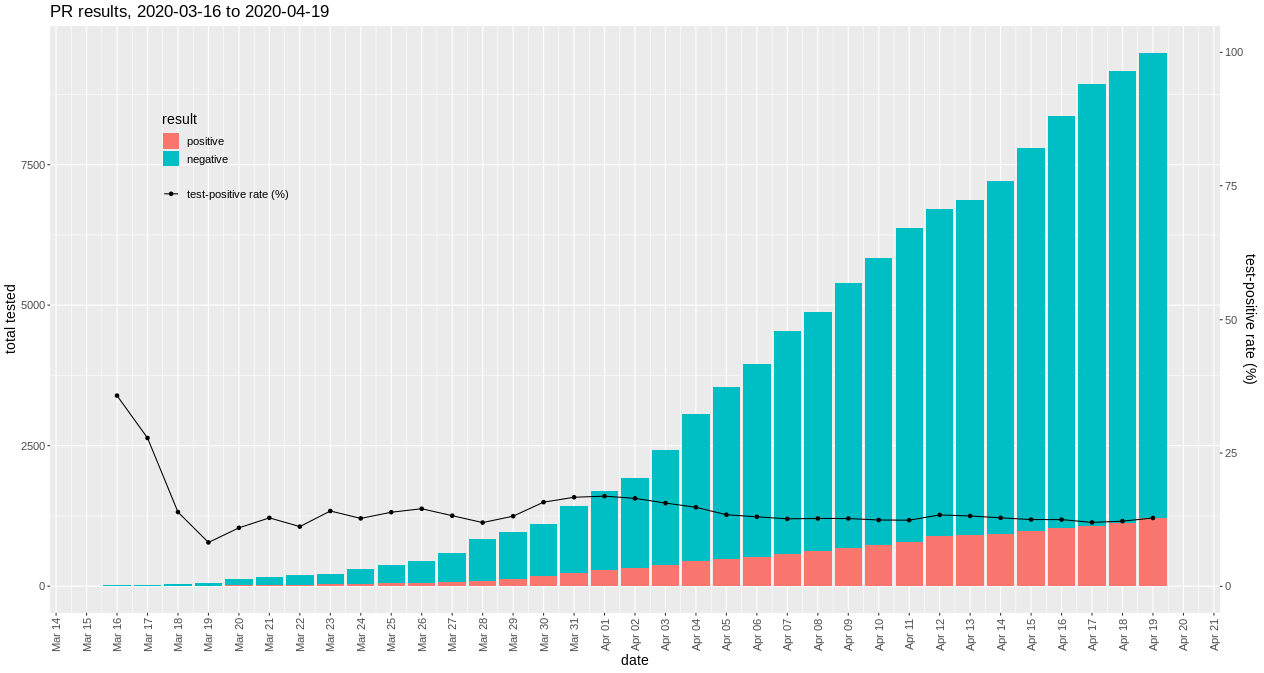 PR results, 2020-03-16 to 2020-04-19
result
positive
negative
test-positive rate (%)
total tested
7500
5000
2500
0
100
75
50
25
0
test-positive rate (%)
Mar 14
Mar 15
Mar 16
Mar 17
Mar 18
Mar 19
Mar 20
Mar 21
Mar 22
Mar 23
Mar 24
Mar 25
Mar 26
Mar 27
Mar 28
Mar 29
Mar 30
Mar 31
Apr 01
Apr 02
Apr 03
Apr 04
Apr 05
Apr 06
Apr 07
Apr 08
Apr 09
Apr 10
Apr 11
Apr 12
Apr 13
Apr 14
Apr 15
Apr 16
Apr 17
Apr 18
Apr 19
Apr 20
Apr 21
date